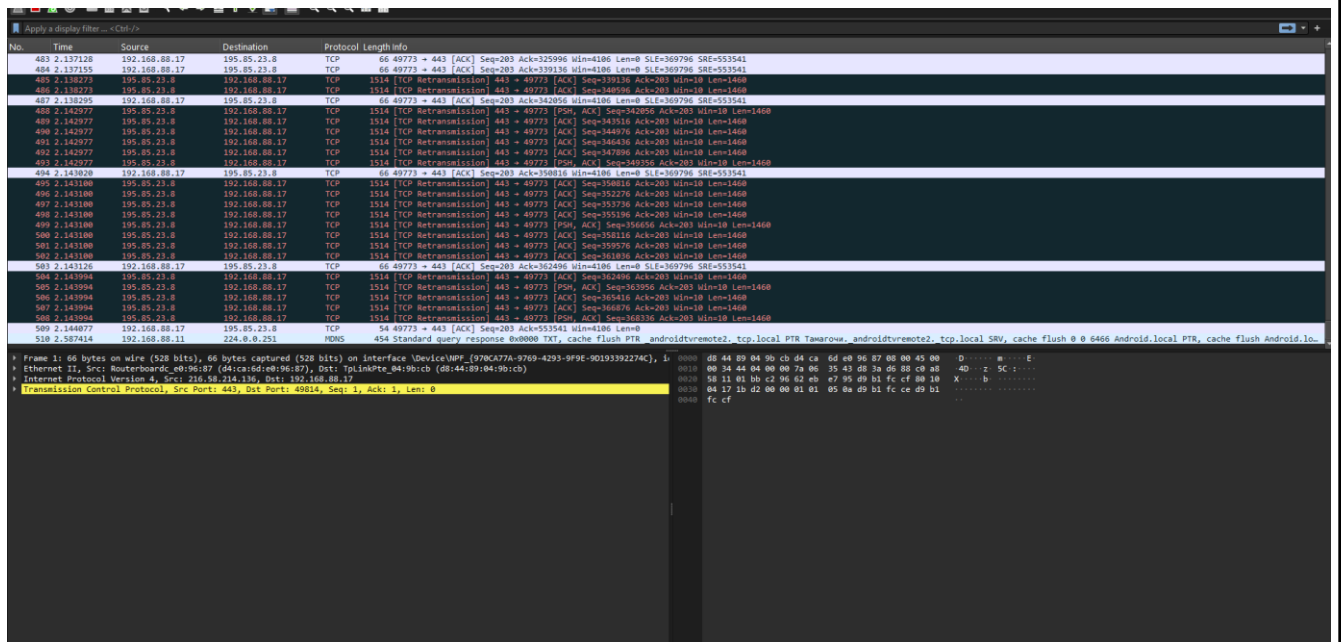 Apply a display filter ... <Ctrl-/>
No. Time Source Destination Protocol Length Info
483 2.137128 192.168.88.17 195.85.23.8 TCP 66 49773 → 443 [ACK] Seq=203 Ack=325996 Win=4106 Len=0 SLE=369796 SRE=553541
484 2.137155 192.168.88.17 195.85.23.8 TCP 66 49773 → 443 [ACK] Seq=203 Ack=339136 Win=4106 Len=0 SLE=369796 SRE=553541
485 2.138273 195.85.23.8 192.168.88.17 TCP 1514 [TCP Retransmission] 443 → 49773 [ACK] Seq=339136 Ack=203 Win=10 Len=1460
486 2.138273 195.85.23.8 192.168.88.17 TCP 1514 [TCP Retransmission] 443 → 49773 [ACK] Seq=340596 Ack=203 Win=10 Len=1460
487 2.138295 192.168.88.17 195.85.23.8 TCP 66 49773 → 443 [ACK] Seq=203 Ack=342056 Win=4106 Len=0 SLE=369796 SRE=553541
488 2.142977 195.85.23.8 192.168.88.17 TCP 1514 [TCP Retransmission] 443 → 49773 [PSH, ACK] Seq=342056 Ack=203 Win=10 Len=1460
489 2.142977 195.85.23.8 192.168.88.17 TCP 1514 [TCP Retransmission] 443 → 49773 [ACK] Seq=343516 Ack=203 Win=10 Len=1460
490 2.142977 195.85.23.8 192.168.88.17 TCP 1514 [TCP Retransmission] 443 → 49773 [ACK] Seq=344976 Ack=203 Win=10 Len=1460
491 2.142977 195.85.23.8 192.168.88.17 TCP 1514 [TCP Retransmission] 443 → 49773 [ACK] Seq=346436 Ack=203 Win=10 Len=1460
492 2.142977 195.85.23.8 192.168.88.17 TCP 1514 [TCP Retransmission] 443 → 49773 [ACK] Seq=347896 Ack=203 Win=10 Len=1460
493 2.142977 195.85.23.8 192.168.88.17 TCP 1514 [TCP Retransmission] 443 → 49773 [PSH, ACK] Seq=349356 Ack=203 Win=10 Len=1460
494 2.143020 192.168.88.17 195.85.23.8 TCP 66 49773 → 443 [ACK] Seq=203 Ack=350816 Win=4106 Len=0 SLE=369796 SRE=553541
495 2.143100 195.85.23.8 192.168.88.17 TCP 1514 [TCP Retransmission] 443 → 49773 [ACK] Seq=350816 Ack=203 Win=10 Len=1460
496 2.143100 195.85.23.8 192.168.88.17 TCP 1514 [TCP Retransmission] 443 → 49773 [ACK] Seq=352276 Ack=203 Win=10 Len=1460
497 2.143100 195.85.23.8 192.168.88.17 TCP 1514 [TCP Retransmission] 443 → 49773 [ACK] Seq=353736 Ack=203 Win=10 Len=1460
498 2.143100 195.85.23.8 192.168.88.17 TCP 1514 [TCP Retransmission] 443 → 49773 [ACK] Seq=355196 Ack=203 Win=10 Len=1460
499 2.143100 195.85.23.8 192.168.88.17 TCP 1514 [TCP Retransmission] 443 → 49773 [PSH, ACK] Seq=356656 Ack=203 Win=10 Len=1460
500 2.143100 195.85.23.8 192.168.88.17 TCP 1514 [TCP Retransmission] 443 → 49773 [ACK] Seq=358116 Ack=203 Win=10 Len=1460
501 2.143100 195.85.23.8 192.168.88.17 TCP 1514 [TCP Retransmission] 443 → 49773 [ACK] Seq=359576 Ack=203 Win=10 Len=1460
502 2.143100 195.85.23.8 192.168.88.17 TCP 1514 [TCP Retransmission] 443 → 49773 [ACK] Seq=361036 Ack=203 Win=10 Len=1460
503 2.143126 192.168.88.17 195.85.23.8 TCP 66 49773 → 443 [ACK] Seq=203 Ack=362496 Win=4106 Len=0 SLE=369796 SRE=553541
504 2.143994 195.85.23.8 192.168.88.17 TCP 1514 [TCP Retransmission] 443 → 49773 [ACK] Seq=362496 Ack=203 Win=10 Len=1460
505 2.143994 195.85.23.8 192.168.88.17 TCP 1514 [TCP Retransmission] 443 → 49773 [PSH, ACK] Seq=363956 Ack=203 Win=10 Len=1460
506 2.143994 195.85.23.8 192.168.88.17 TCP 1514 [TCP Retransmission] 443 → 49773 [ACK] Seq=365416 Ack=203 Win=10 Len=1460
507 2.143994 195.85.23.8 192.168.88.17 TCP 1514 [TCP Retransmission] 443 → 49773 [ACK] Seq=366876 Ack=203 Win=10 Len=1460
508 2.143994 195.85.23.8 192.168.88.17 TCP 1514 [TCP Retransmission] 443 → 49773 [PSH, ACK] Seq=368336 Ack=203 Win=10 Len=1460
509 2.144077 192.168.88.17 195.85.23.8 TCP 54 49773 → 443 [ACK] Seq=203 Ack=553541 Win=4106 Len=0
510 2.587414 192.168.88.11 224.0.0.251 MDNS 454 Standard query response 0x0000 TXT, cache flush PTR _androidtvremote2._tcp.local PTR Тамагочи._androidtvremote2._tcp.local SRV, cache flush 0 0 6466 Android.local PTR, cache flush Android.lo...
Frame 1: 66 bytes on wire (528 bits), 66 bytes captured (528 bits) on interface \Device\NPF_{970CA77A-9769-4293-9F9E-9D193392274C}, i
Ethernet II, Src: Routerboardc_e0:96:87 (d4:ca:6d:e0:96:87), Dst: TpLinkPte_04:9b:cb (d8:44:89:04:9b:cb)
Internet Protocol Version 4, Src: 216.58.214.136, Dst: 192.168.88.17
Transmission Control Protocol, Src Port: 443, Dst Port: 49814, Seq: 1, Ack: 1, Len: 0
0000 d8 44 89 04 9b cb d4 ca 6d e0 96 87 08 00 45 00 ·D······ m·····E·
0010 00 34 44 04 00 00 7a 06 35 43 d8 3a d6 88 c0 a8 ·4D···z· 5C·:····
0020 58 11 01 bb c2 96 62 eb e7 95 d9 b1 fc cf 80 10 X·····b· ········
0030 04 17 1b d2 00 00 01 01 05 0a d9 b1 fc ce d9 b1 ········ ········
0040 fc cf ··